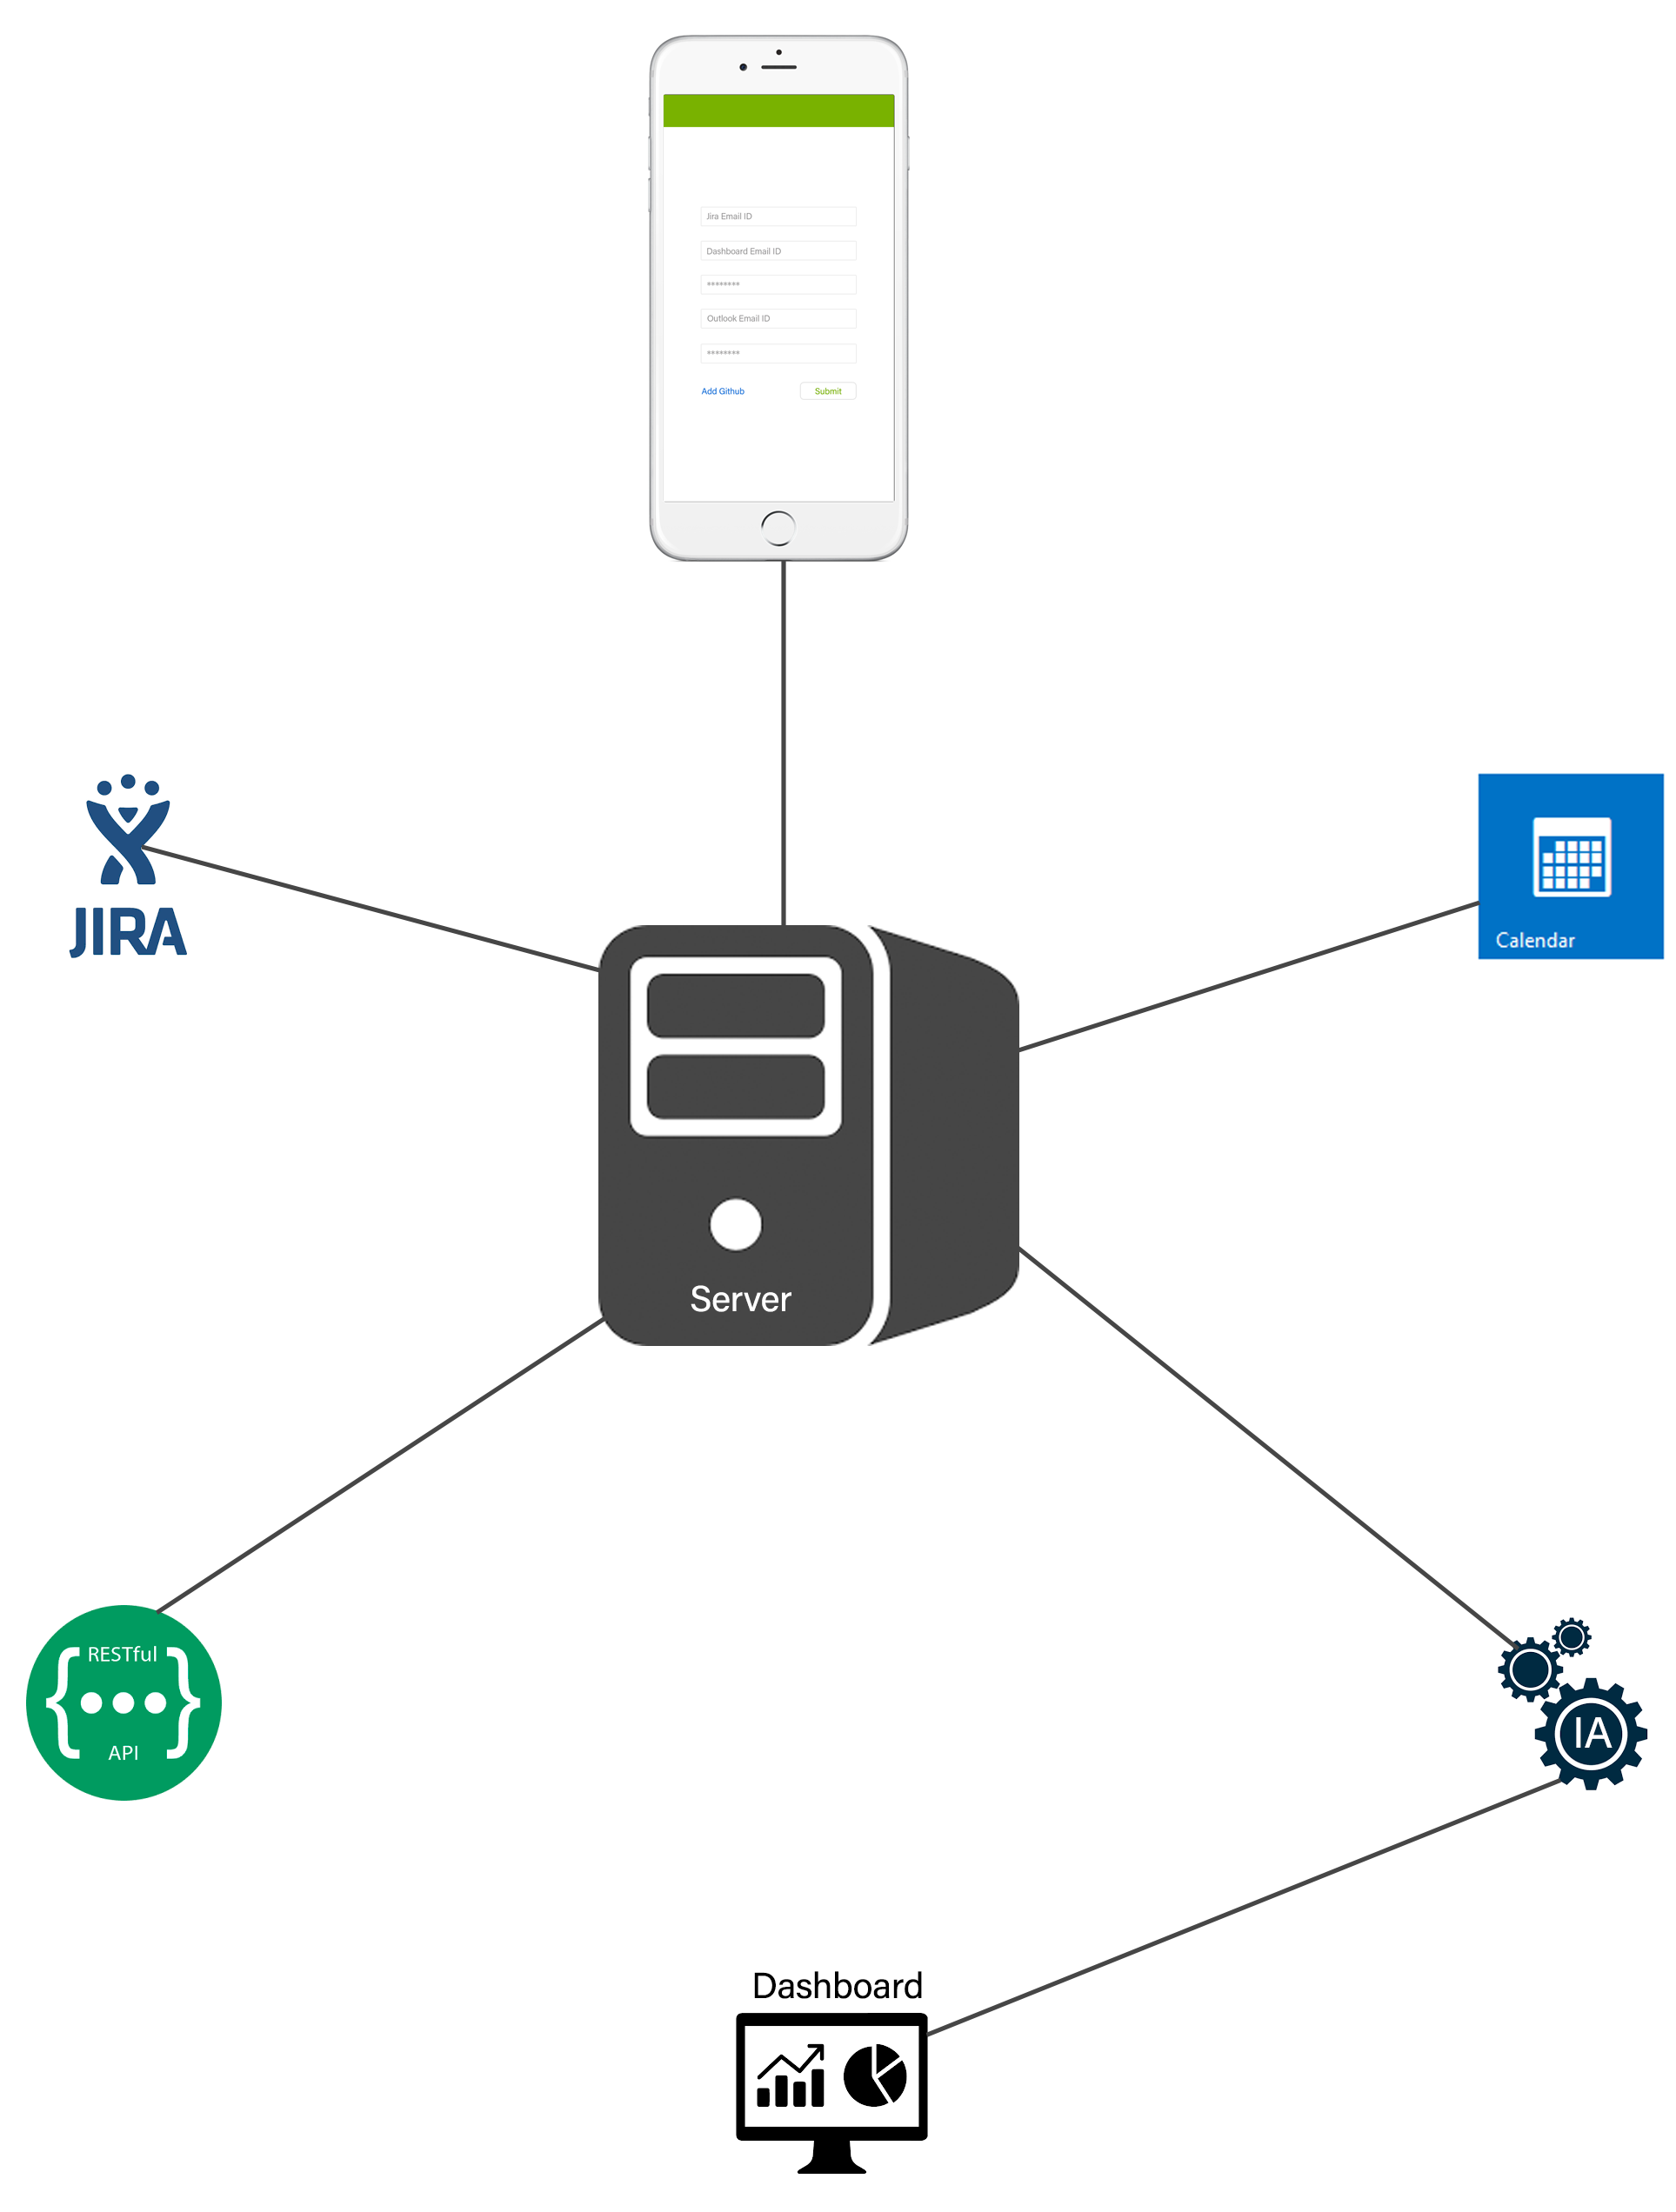 Jira Email ID
Dashboard Email ID
********
Outlook Email ID
********
Add Github
Submit
JIRA
Calendar
Server
RESTful
API
IA
Dashboard